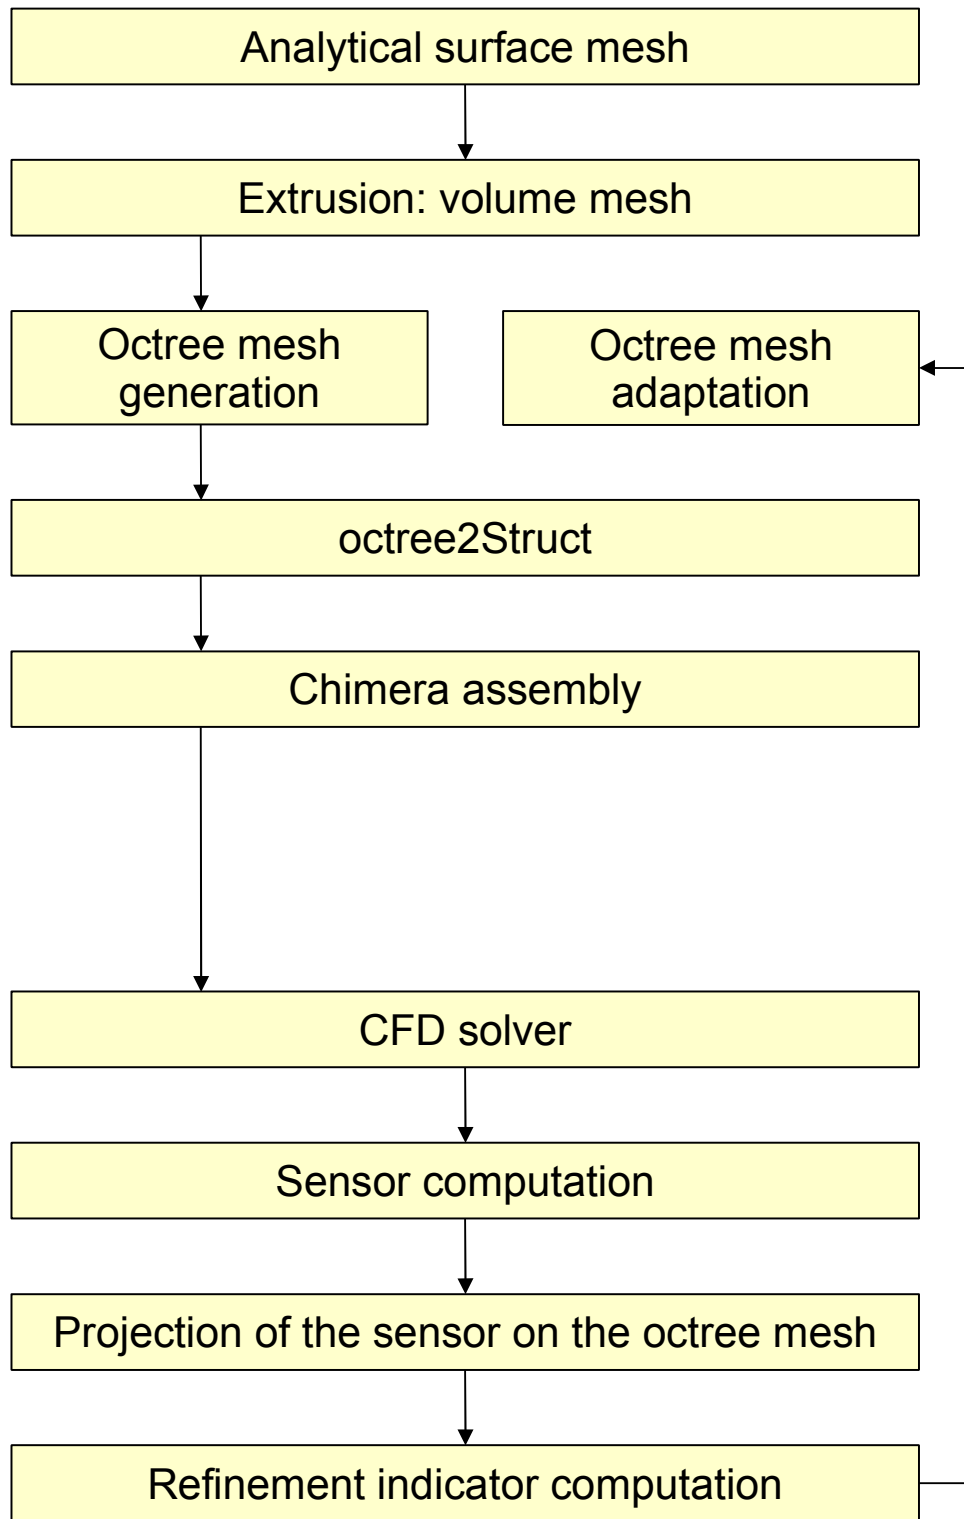 Analytical surface mesh
Extrusion: volume mesh
Octree mesh
generation
Octree mesh
adaptation
octree2Struct
Chimera assembly
CFD solver
Sensor computation
Projection of the sensor on the octree mesh
Refinement indicator computation